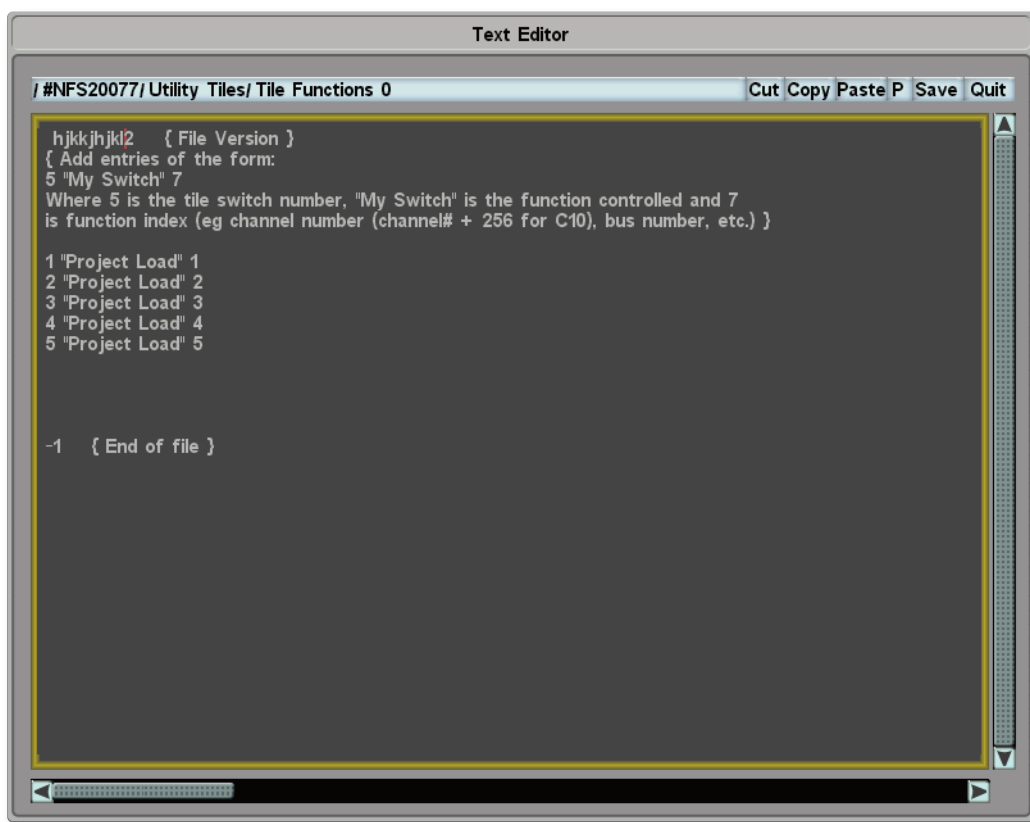 Text Editor
/ #NFS20077/ Utility Tiles/ Tile Functions 0 Cut Copy Paste P Save Quit
hjkkjhjkl2 { File Version }
{ Add entries of the form:
5 "My Switch" 7
Where 5 is the tile switch number, "My Switch" is the function controlled and 7
is function index (eg channel number (channel# + 256 for C10), bus number, etc.) }
1 "Project Load" 1
2 "Project Load" 2
3 "Project Load" 3
4 "Project Load" 4
5 "Project Load" 5
-1 { End of file }